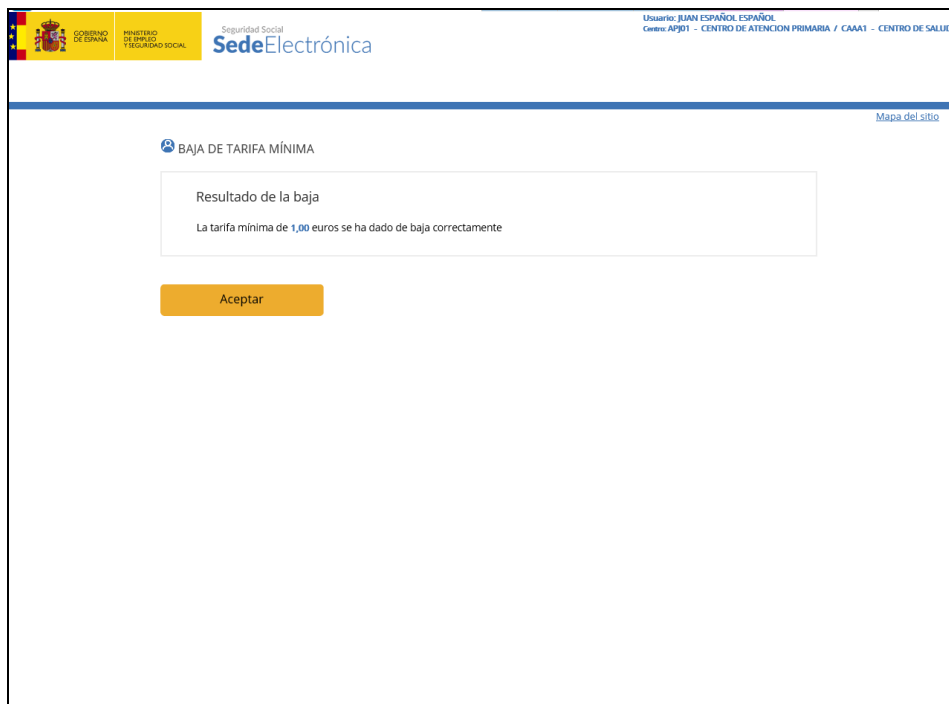 GOBIERNO
DE ESPAÑA
MINISTERIO
DE EMPLEO
Y SEGURIDAD SOCIAL
Seguridad Social
SedeElectrónica
Usuario: JUAN ESPAÑOL ESPAÑOL
Centro: APJ01 - CENTRO DE ATENCION PRIMARIA / CAAA1 - CENTRO DE SALUD
Mapa del sitio
BAJA DE TARIFA MÍNIMA
Resultado de la baja
La tarifa mínima de 1,00 euros se ha dado de baja correctamente
Aceptar